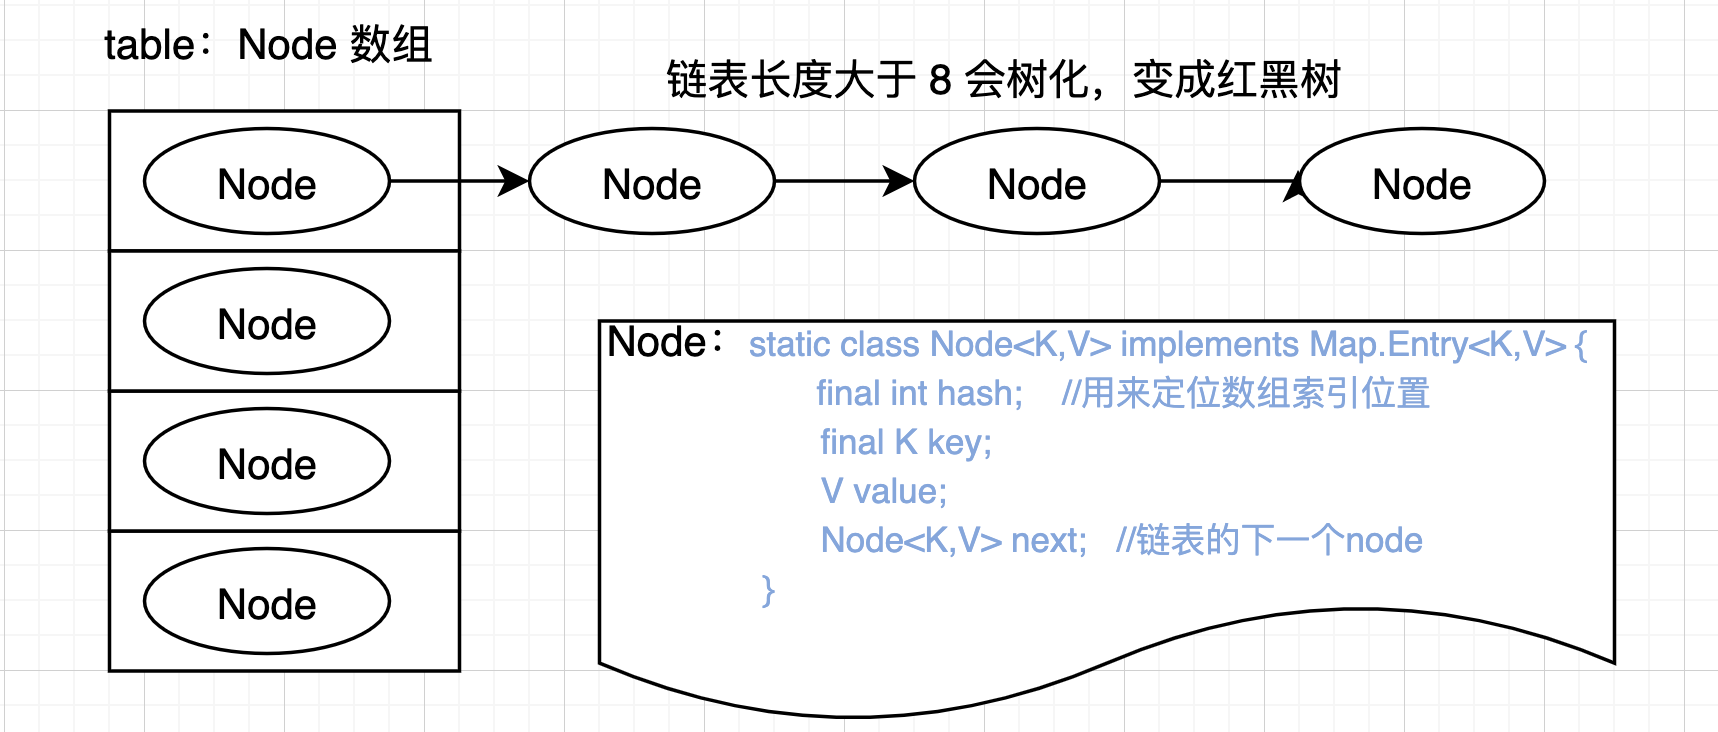 table：Node 数组
链表长度大于 8 会树化，变成红黑树
Node
Node
Node
Node
Node
Node
Node
Node：static class Node<K,V> implements Map.Entry<K,V> {
final int hash; //用来定位数组索引位置
final K key;
V value;
Node<K,V> next; //链表的下一个node
}